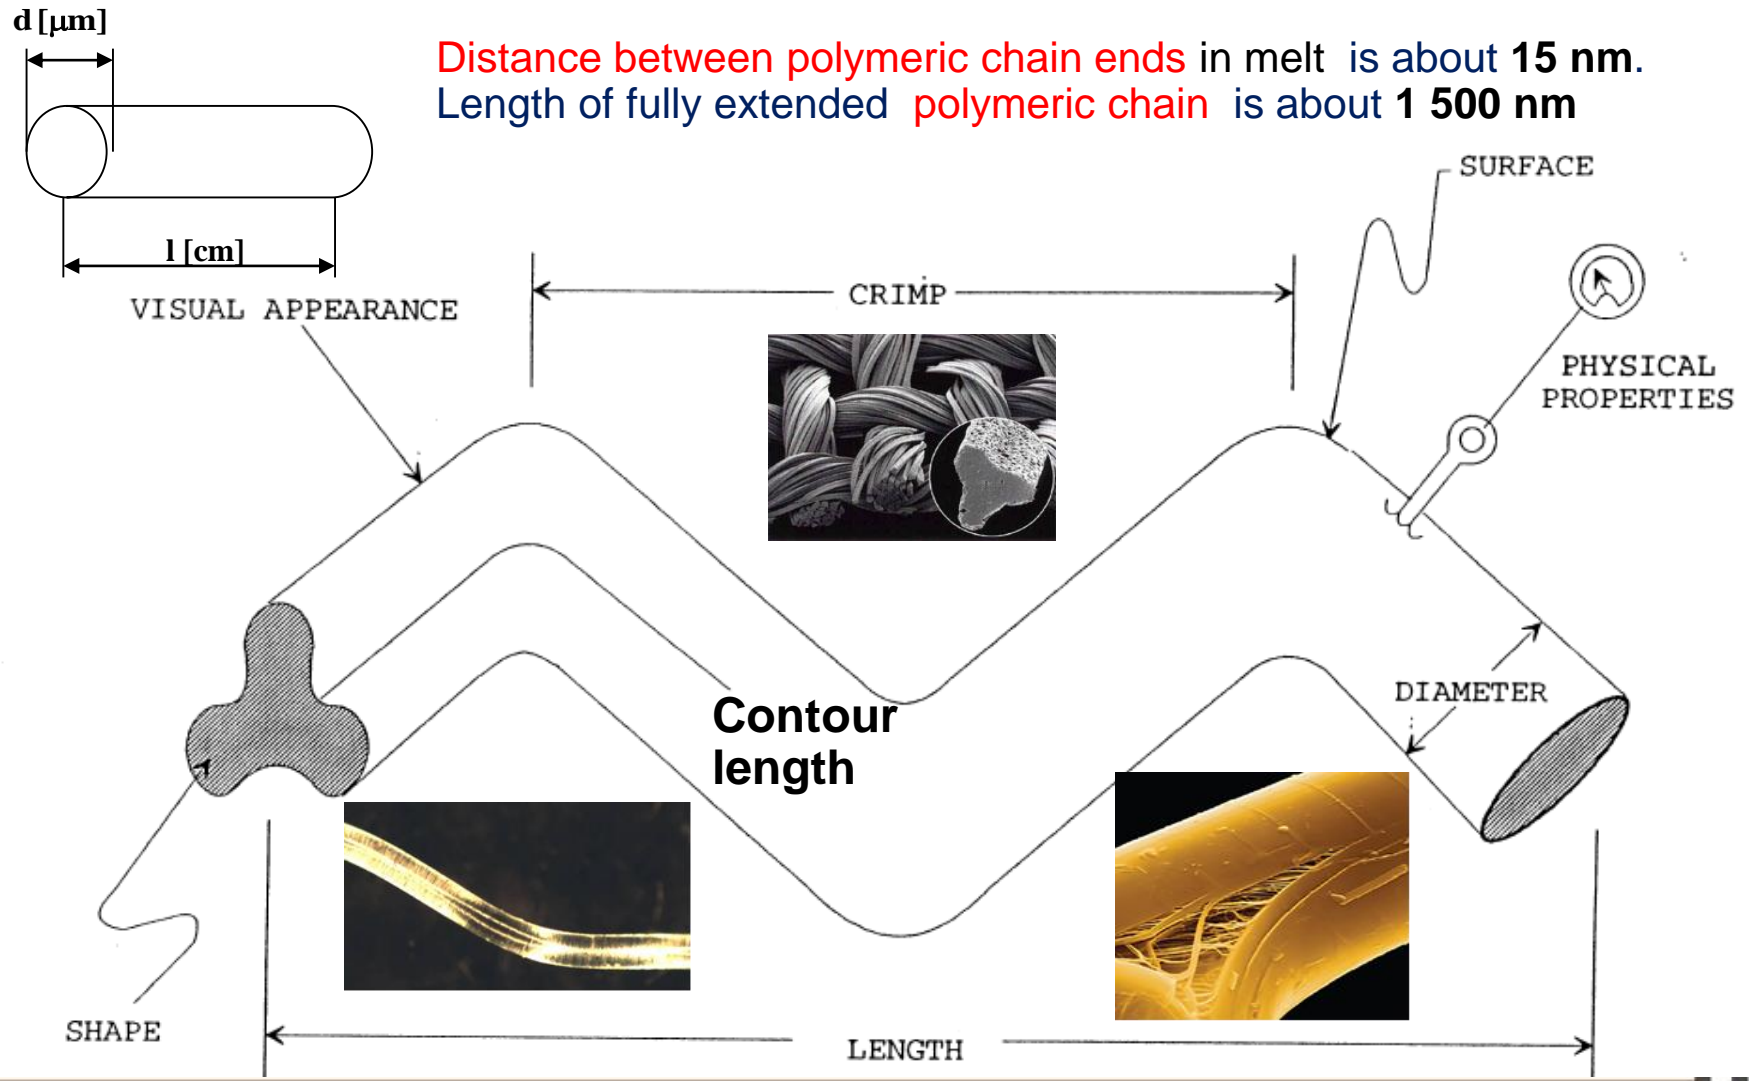 d [μm]
Distance between polymeric chain ends in melt is about 15 nm.
Length of fully extended polymeric chain is about 1 500 nm
SURFACE
l [cm]
CRIMP
VISUAL APPEARANCE
PHYSICAL
PROPERTIES
DIAMETER
Contour
length
SHAPE
LENGTH